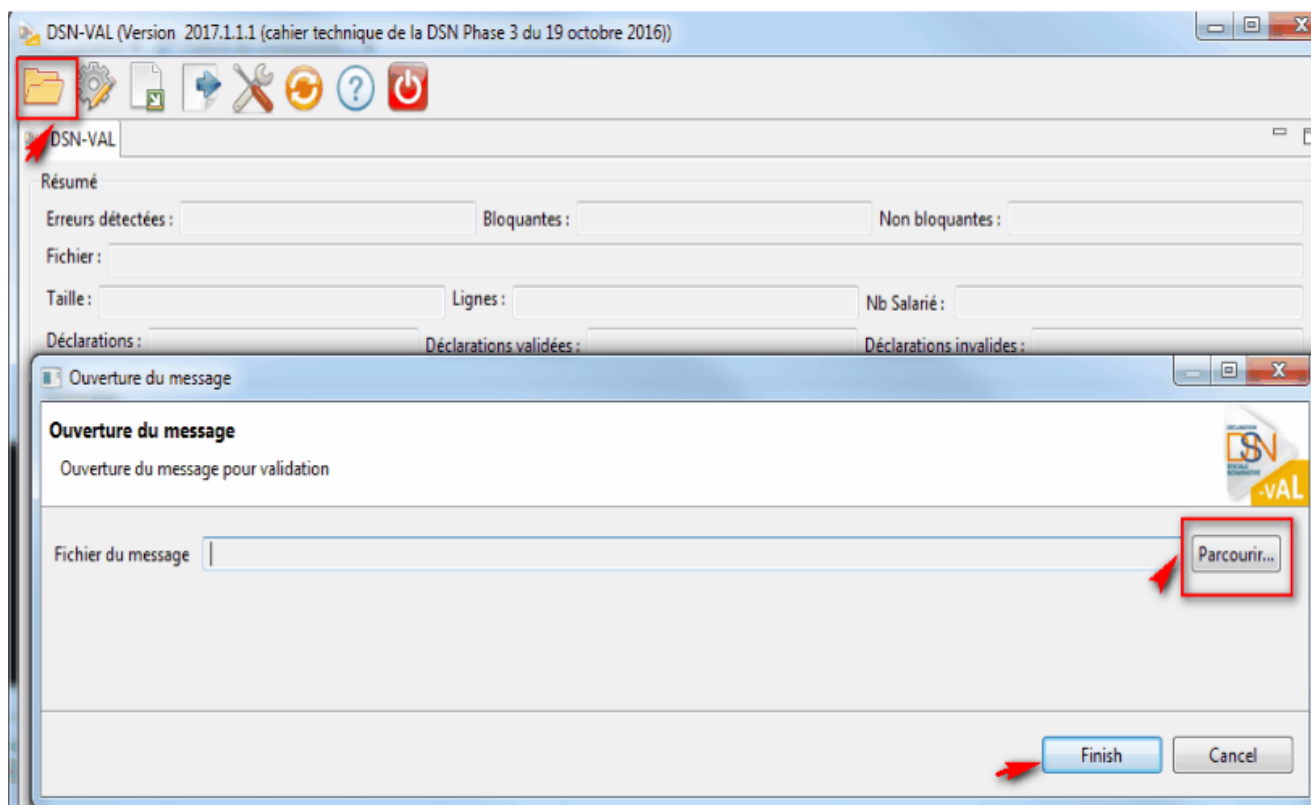 DSN-VAL (Version 2017.1.1.1 (cahier technique de la DSN Phase 3 du 19 octobre 2016))
DSN-VAL
Résumé
Erreurs détectées : Bloquantes : Non bloquantes :
Fichier :
Taille : Lignes : Nb Salarié :
Déclarations : Déclarations validées : Déclarations invalides :
Ouverture du message
Ouverture du message
Ouverture du message pour validation
DSN
-VAL
Fichier du message Parcourir...
Finish Cancel